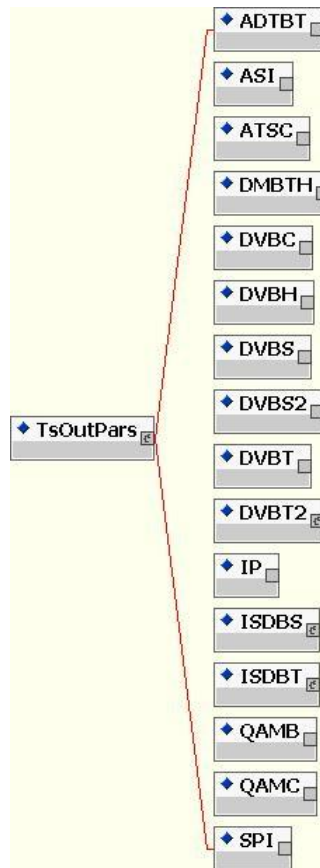 ADTBT
ASI
ATSC
DMBTH
DVBC
DVBH
DVBS
DVBS2
TsOutPars
DVBT
DVBT2
IP
ISDBS
ISDBT
QAMB
QAMC
SPI